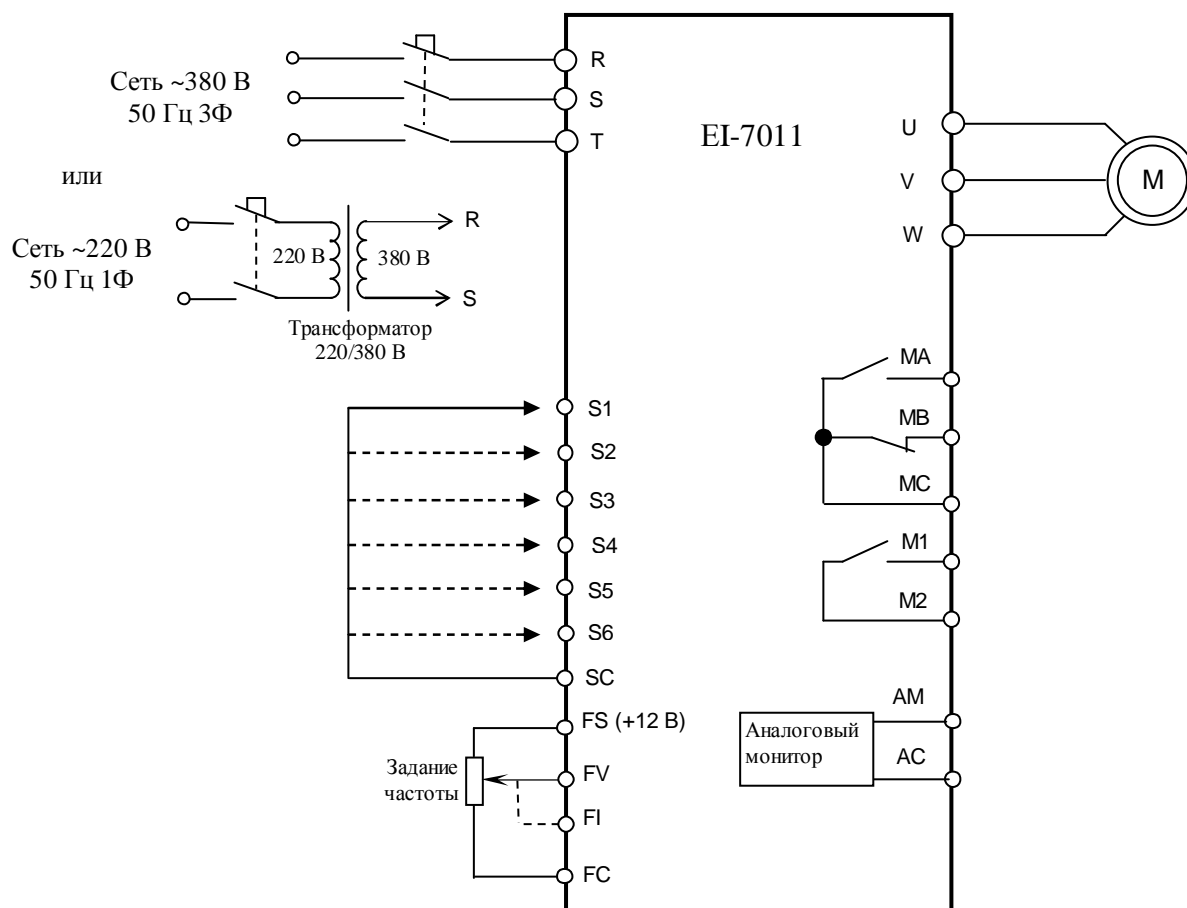 Сеть ~380 В
50 Гц 3Ф
R
S
T
EI-7011
U
V
W
M
или
Сеть ~220 В
50 Гц 1Ф
220 В
380 В
R
S
Трансформатор
220/380 В
S1
S2
S3
S4
S5
S6
SC
FS (+12 В)
FV
FI
FC
Задание
частоты
MA
MB
MC
M1
M2
AM
AC
Аналоговый
монитор